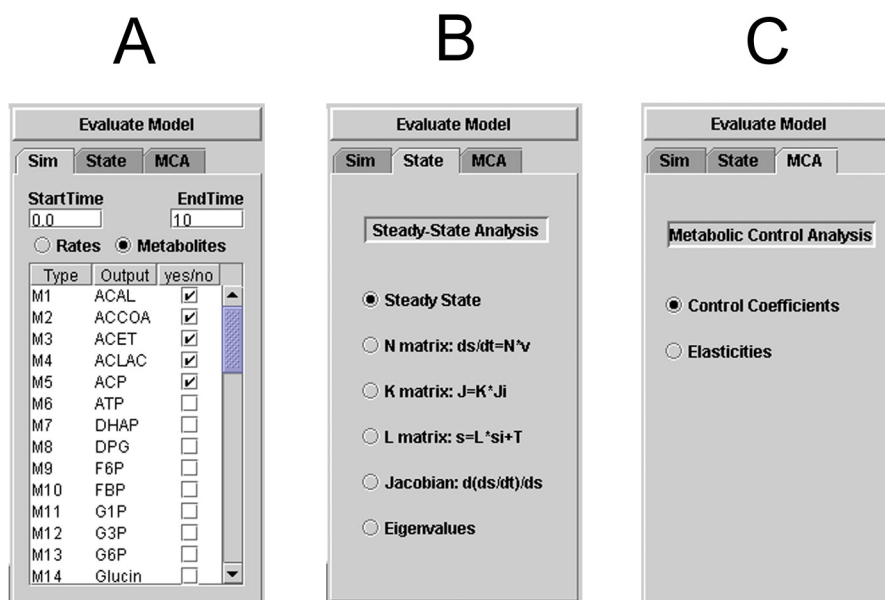 A
B
C
Evaluate Model
Sim State MCA
StartTime EndTime
0.0 10
Rates Metabolites
Type Output yes/no
M1 ACAL
M2 ACCOA
M3 ACET
M4 ACLAC
M5 ACP
M6 ATP
M7 DHAP
M8 DPG
M9 F6P
M10 FBP
M11 G1P
M12 G3P
M13 G6P
M14 Glucin
Evaluate Model
Sim State MCA
Steady-State Analysis
Steady State
N matrix: ds/dt=N*v
K matrix: J=K*Ji
L matrix: s=L*si+T
Jacobian: d(ds/dt)/ds
Eigenvalues
Evaluate Model
Sim State MCA
Metabolic Control Analysis
Control Coefficients
Elasticities